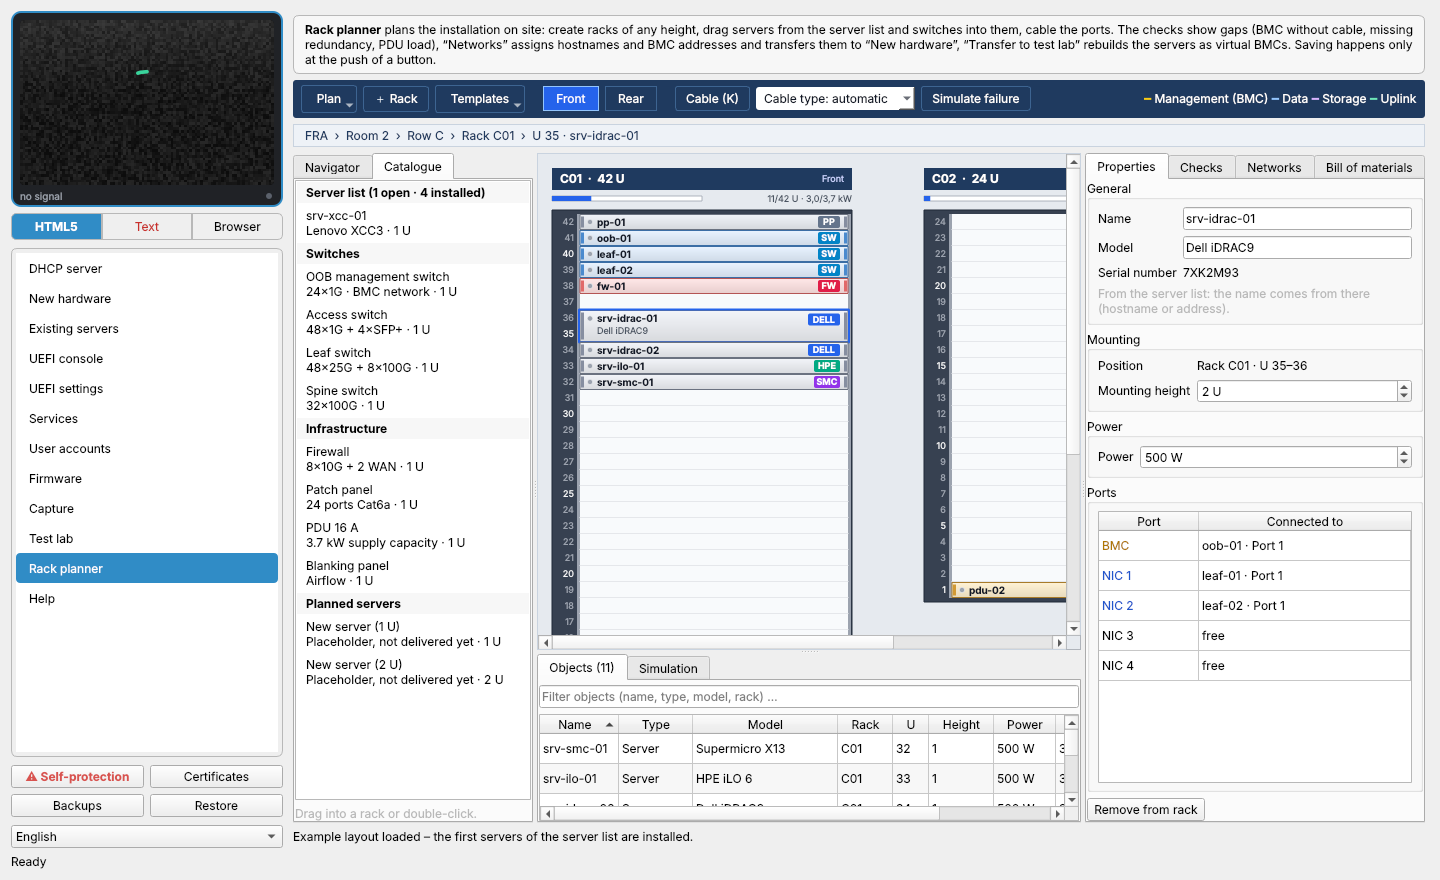 no signal
HTML5
Text
Browser
DHCP server
New hardware
Existing servers
UEFI console
UEFI settings
Services
User accounts
Firmware
Capture
Test lab
Rack planner
Help
⚠ Self-protection
Certificates
Backups
Restore
English
Ready
Rack planner plans the installation on site: create racks of any height, drag servers from the server list and switches into them, cable the ports. The checks show gaps (BMC without cable, missing
redundancy, PDU load), “Networks” assigns hostnames and BMC addresses and transfers them to “New hardware”, “Transfer to test lab” rebuilds the servers as virtual BMCs. Saving happens only
at the push of a button.
Plan
+ Rack
Templates
Front
Rear
Cable (K)
Cable type: automatic
Simulate failure
Management (BMC)
Data
Storage
Uplink
FRA › Room 2 › Row C › Rack C01 › U 35 · srv-idrac-01
Navigator
Catalogue
Server list (1 open · 4 installed)
srv-xcc-01
Lenovo XCC3 · 1 U
Switches
OOB management switch
24×1G · BMC network · 1 U
Access switch
48×1G + 4×SFP+ · 1 U
Leaf switch
48×25G + 8×100G · 1 U
Spine switch
32×100G · 1 U
Infrastructure
Firewall
8×10G + 2 WAN · 1 U
Patch panel
24 ports Cat6a · 1 U
PDU 16 A
3.7 kW supply capacity · 1 U
Blanking panel
Airflow · 1 U
Planned servers
New server (1 U)
Placeholder, not delivered yet · 1 U
New server (2 U)
Placeholder, not delivered yet · 2 U
Drag into a rack or double-click.
C01 · 42 U
Front
11/42 U · 3,0/3,7 kW
42 pp-01 PP
41 oob-01 SW
40 leaf-01 SW
39 leaf-02 SW
38 fw-01 FW
37
36 srv-idrac-01 DELL
35 Dell iDRAC9
34 srv-idrac-02 DELL
33 srv-ilo-01 HPE
32 srv-smc-01 SMC
31
30
29
28
27
26
25
24
23
22
21
20
19
18
17
C02 · 24 U
24
23
22
21
20
19
18
17
16
15
14
13
12
11
10
9
8
7
6
5
4
3
2
1 pdu-02
Objects (11)
Simulation
Filter objects (name, type, model, rack) ...
Name Type Model Rack U Height Power
srv-smc-01 Server Supermicro X13 C01 32 1 500 W
srv-ilo-01 Server HPE iLO 6 C01 33 1 500 W
Properties
Checks
Networks
Bill of materials
General
Name srv-idrac-01
Model Dell iDRAC9
Serial number 7XK2M93
From the server list: the name comes from there
(hostname or address).
Mounting
Position Rack C01 · U 35–36
Mounting height 2 U
Power
Power 500 W
Ports
Port Connected to
BMC oob-01 · Port 1
NIC 1 leaf-01 · Port 1
NIC 2 leaf-02 · Port 1
NIC 3 free
NIC 4 free
Remove from rack
Example layout loaded – the first servers of the server list are installed.